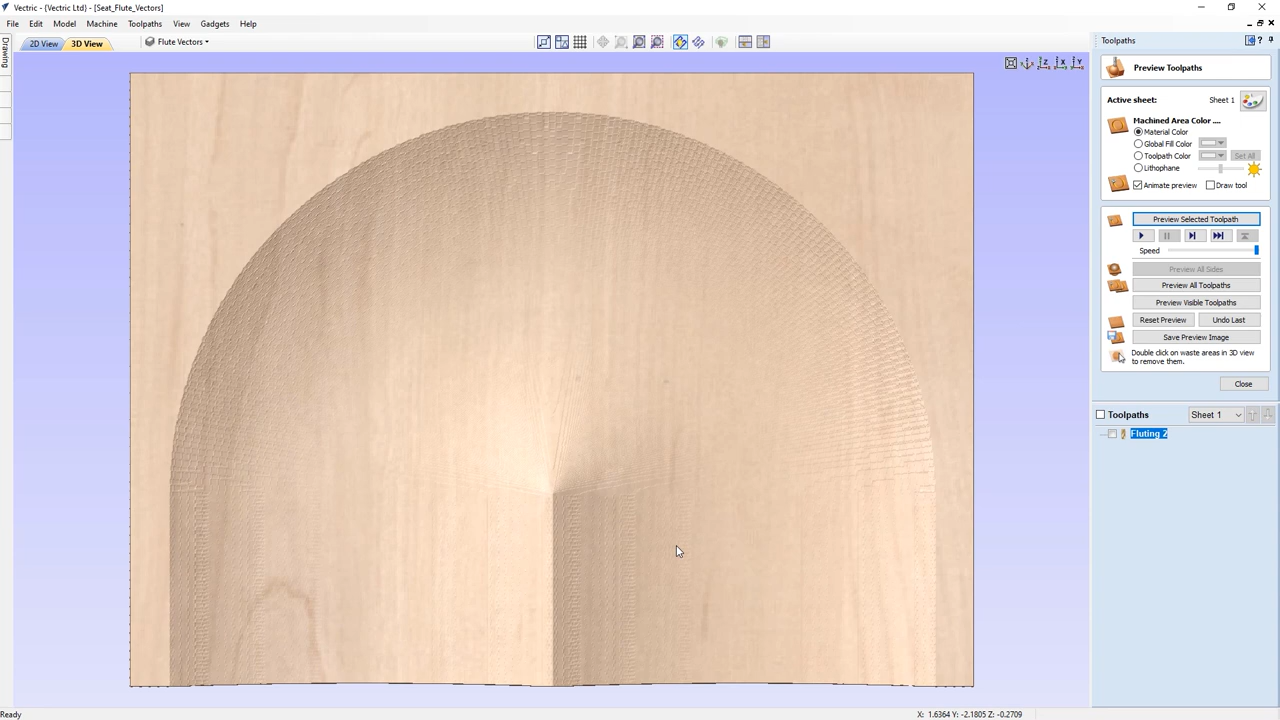 Vectric - {Vectric Ltd} - [Seat_Flute_Vectors]
File Edit Model Machine Toolpaths View Gadgets Help
Drawing
2D View 3D View Flute Vectors
Z X Y
Toolpaths
Preview Toolpaths
Active sheet: Sheet 1
Machined Area Color ....
Material Color
Global Fill Color
Toolpath Color Set All
Lithophane
Animate preview Draw tool
Preview Selected Toolpath
Speed
Preview All Sides
Preview All Toolpaths
Preview Visible Toolpaths
Reset Preview Undo Last
Save Preview Image
Double click on waste areas in 3D view
to remove them.
Close
Toolpaths Sheet 1
Fluting 2
Ready X: 1.6364 Y: -2.1805 Z: -0.2709